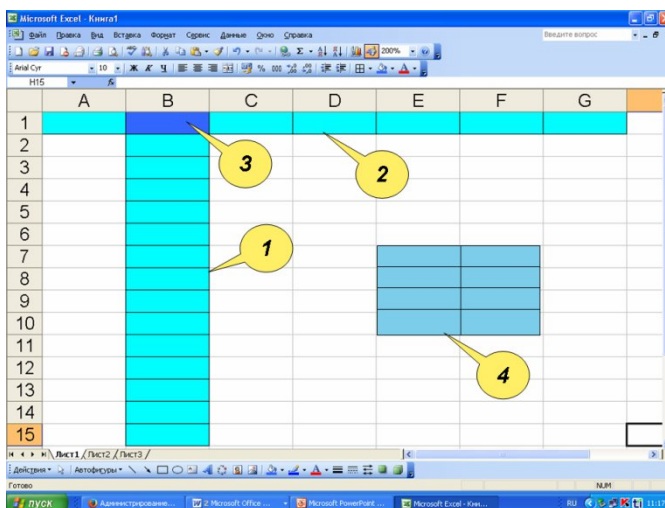 Microsoft Excel - Книга1
Файл Правка Вид Вставка Формат Сервис Данные Окно Справка
Введите вопрос
200%
Arial Cyr 10 Ж К Ч % 000
H15 fx
A B C D E F G
1
2
3
4
5
6
7
8
9
10
11
12
13
14
15
3
2
1
4
Лист1 Лист2 Лист3
Действия Автофигуры
Готово NUM
пуск Администрирование... 2 Microsoft Office ... Microsoft PowerPoint ... Microsoft Excel - Кни... RU 11:17